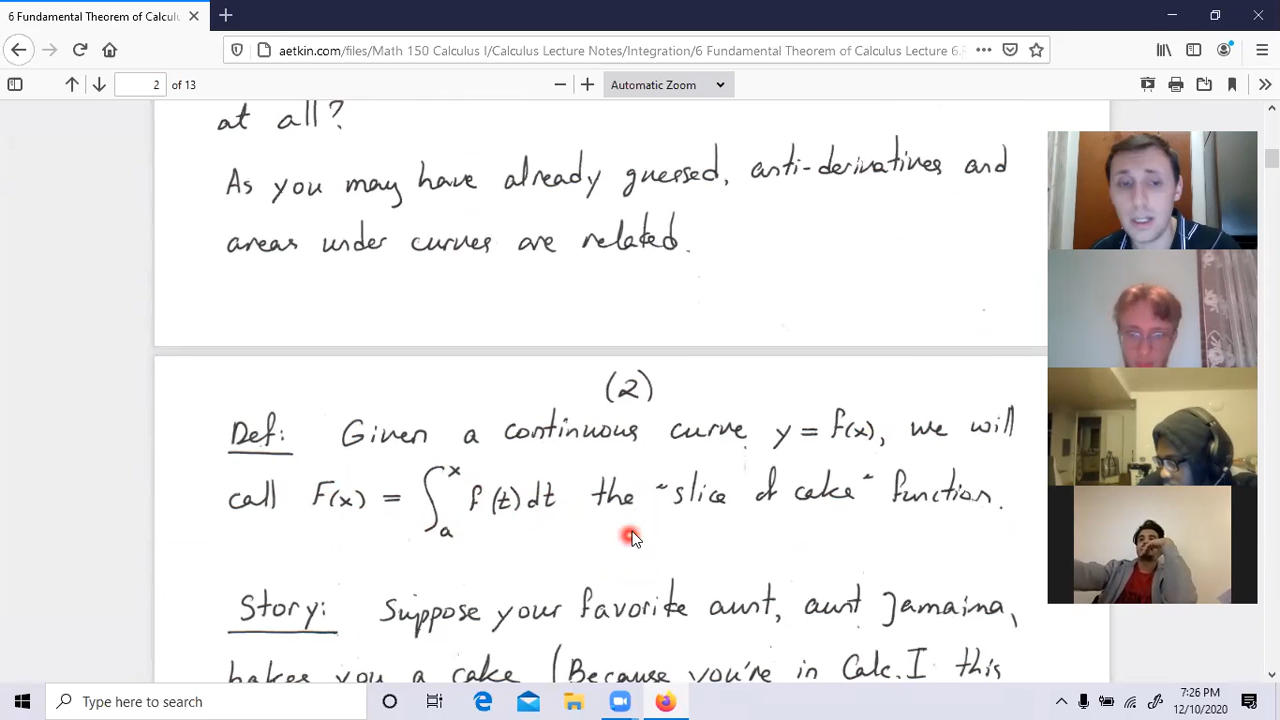 6 Fundamental Theorem of Calculu
aetkin.com/files/Math 150 Calculus I/Calculus Lecture Notes/Integration/6 Fundamental Theorem of Calculus Lecture 6.
2 of 13
Automatic Zoom
at all?
As you may have already guessed, anti-derivatives and
areas under curves are related.
(2)
Def: Given a continuous curve y = f(x), we will
call F(x) = ∫_a^x f(t)dt the "slice of cake" function.
Story: Suppose your favorite aunt, aunt Jamaima,
bakes you a cake (Because you're in Calc. I this
Type here to search
7:26 PM
12/10/2020